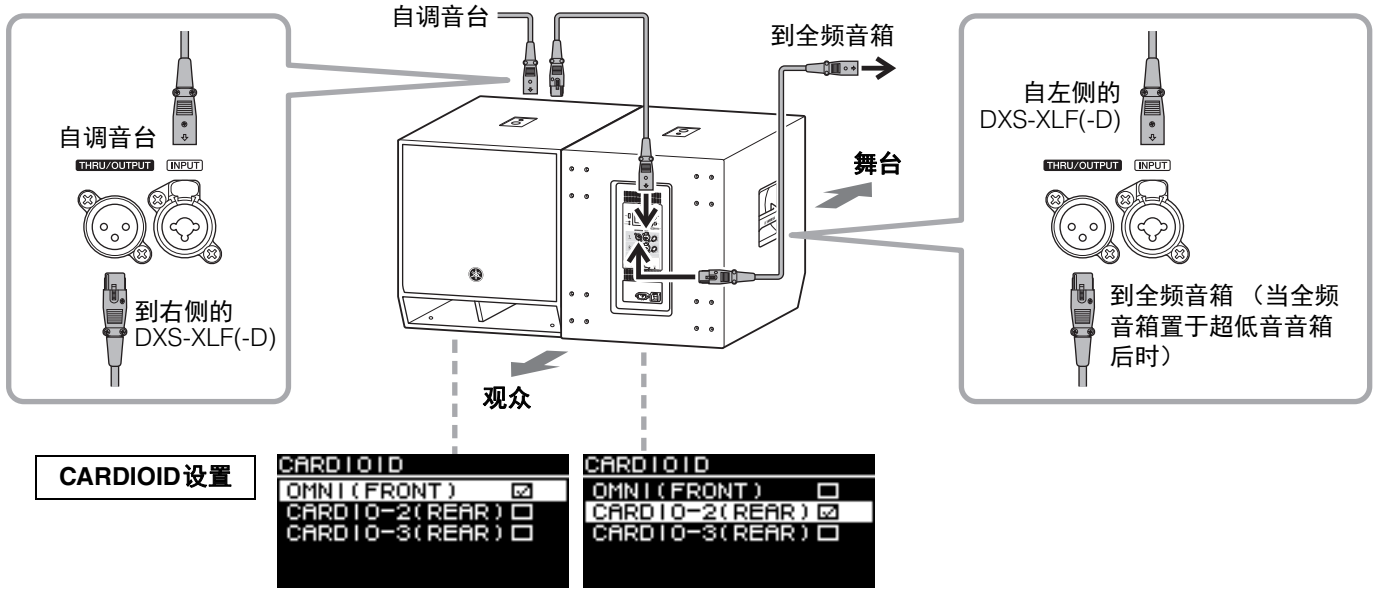 自调音台
到全频音箱
自调音台
THRU/OUTPUT
INPUT
到右侧的
DXS-XLF(-D)
舞台
观众
自左侧的
DXS-XLF(-D)
THRU/OUTPUT
INPUT
到全频音箱 （当全频
音箱置于超低音音箱
后时）
CARDIOID设置
CARDIOID
OMNI(FRONT)
CARDIO-2(REAR)
CARDIO-3(REAR)
CARDIOID
OMNI(FRONT)
CARDIO-2(REAR)
CARDIO-3(REAR)